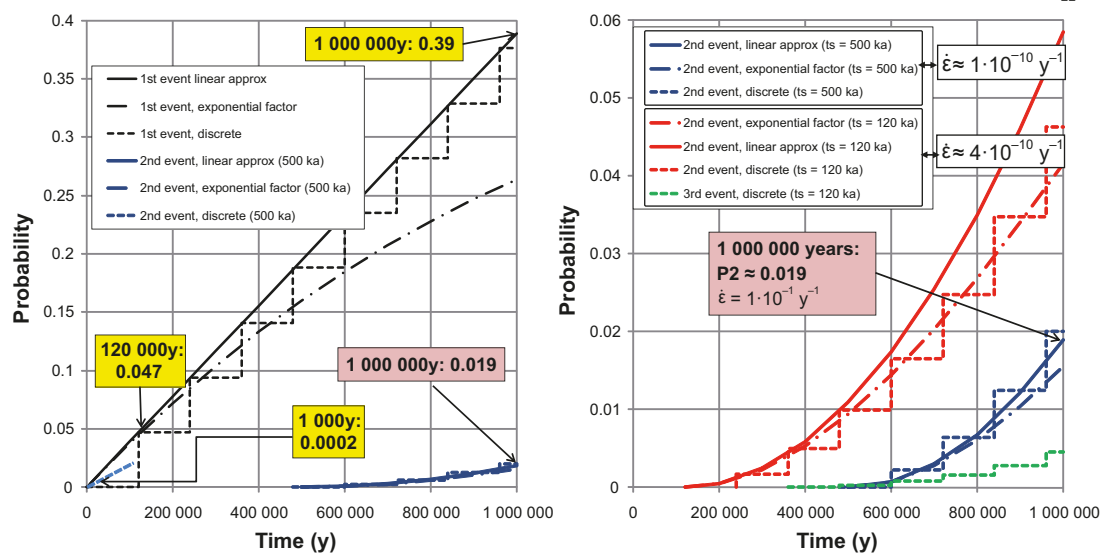 0.4
0.35
0.3
0.25
0.2
0.15
0.1
0.05
0
Probability
1 000 000y: 0.39
1st event linear approx
1st event, exponential factor
1st event, discrete
2nd event, linear approx (500 ka)
2nd event, exponential factor (500 ka)
2nd event, discrete (500 ka)
120 000y:
0.047
1 000y:
0.0002
1 000 000y: 0.019
0 200 000 400 000 600 000 800 000 1 000 000
Time (y)
0.06
0.05
0.04
0.03
0.02
0.01
0
Probability
2nd event, linear approx (ts = 500 ka)
2nd event, exponential factor (ts = 500 ka)
2nd event, discrete (ts = 500 ka)
ε̇ ≈ 1·10⁻¹⁰ y⁻¹
2nd event, exponential factor (ts = 120 ka)
2nd event, linear approx (ts = 120 ka)
2nd event, discrete (ts = 120 ka)
3rd event, discrete (ts = 120 ka)
ε̇ ≈ 4·10⁻¹⁰ y⁻¹
1 000 000 years:
P2 ≈ 0.019
ε̇ = 1·10⁻¹ y⁻¹
0 200 000 400 000 600 000 800 000 1 000 000
Time (y)